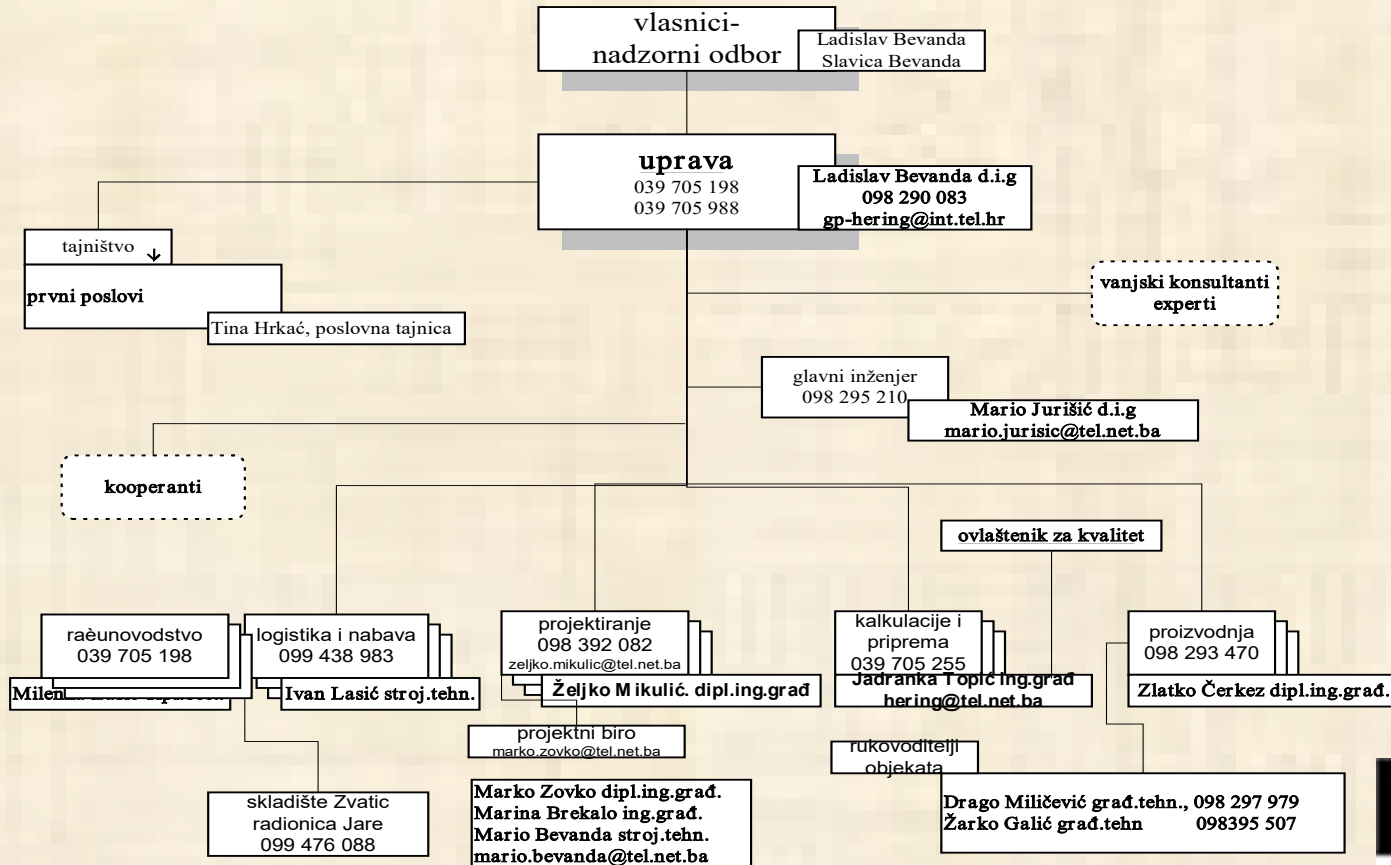 vlasnici-
nadzorni odbor
Ladislav Bevanda
Slavica Bevanda
uprava
039 705 198
039 705 988
Ladislav Bevanda d.i.g
098 290 083
gp-hering@int.tel.hr
tajništvo
prvni poslovi
Tina Hrkać, poslovna tajnica
vanjski konsultanti
experti
glavni inženjer
098 295 210
Mario Jurišić d.i.g
mario.jurisic@tel.net.ba
kooperanti
ovlaštenik za kvalitet
raèunovodstvo
039 705 198
logistika i nabava
099 438 983
Ivan Lasić stroj.tehn.
projektiranje
098 392 082
zeljko.mikulic@tel.net.ba
Željko Mikulić. dipl.ing.građ
kalkulacije i
priprema
039 705 255
Jadranka Topić ing.građ
hering@tel.net.ba
proizvodnja
098 293 470
Zlatko Čerkez dipl.ing.građ.
projektni biro
marko.zovko@tel.net.ba
rukovoditelji
objekata
skladište Zvatic
radionica Jare
099 476 088
Marko Zovko dipl.ing.građ.
Marina Brekalo ing.građ.
Mario Bevanda stroj.tehn.
mario.bevanda@tel.net.ba
Drago Miličević građ.tehn., 098 297 979
Žarko Galić građ.tehn 098395 507